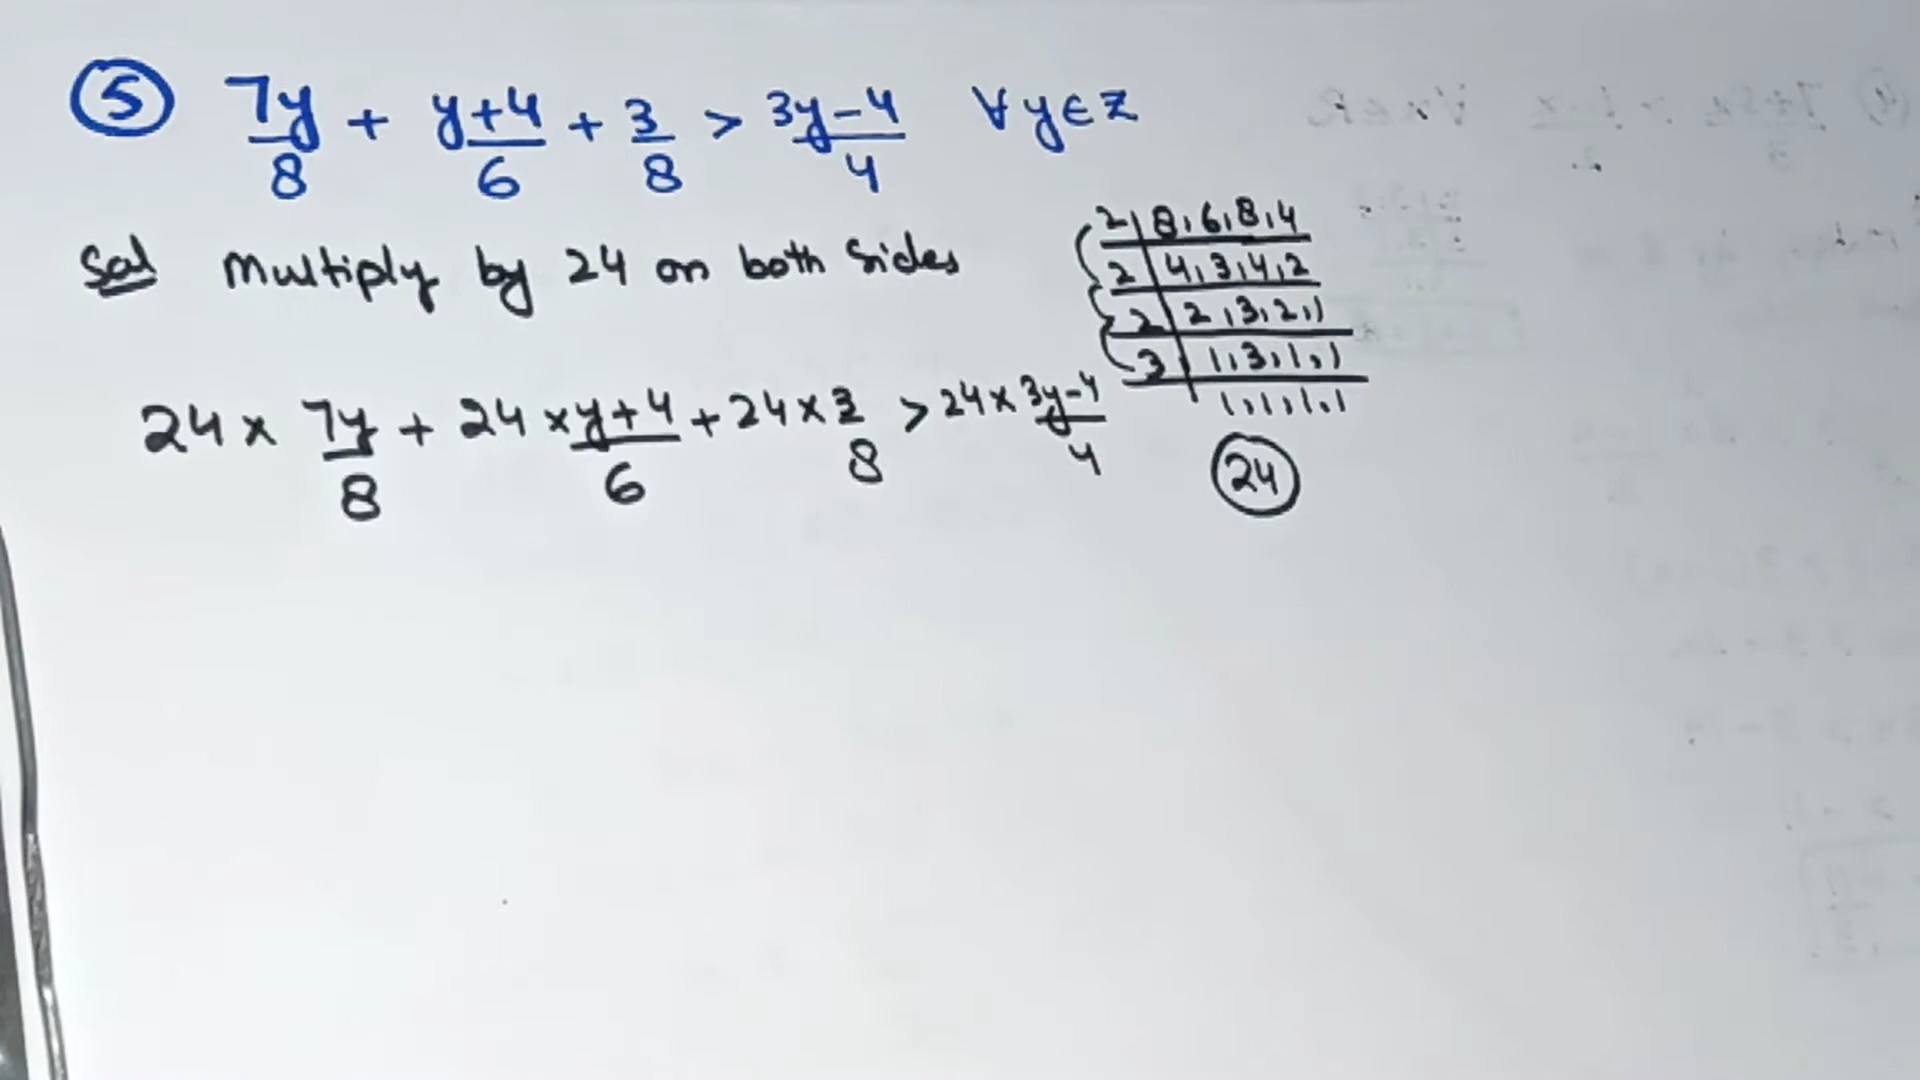 ⑤ 7y/8 + y+4/6 + 3/8 > 3y-4/4 ∀ y∈Z
Sol Multiply by 24 on both sides
2 | 8, 6, 8, 4
2 | 4, 3, 4, 2
2 | 2, 3, 2, 1
3 | 1, 3, 1, 1
1, 1, 1, 1
24
24 × 7y/8 + 24 × y+4/6 + 24 × 3/8 > 24 × 3y-4/4